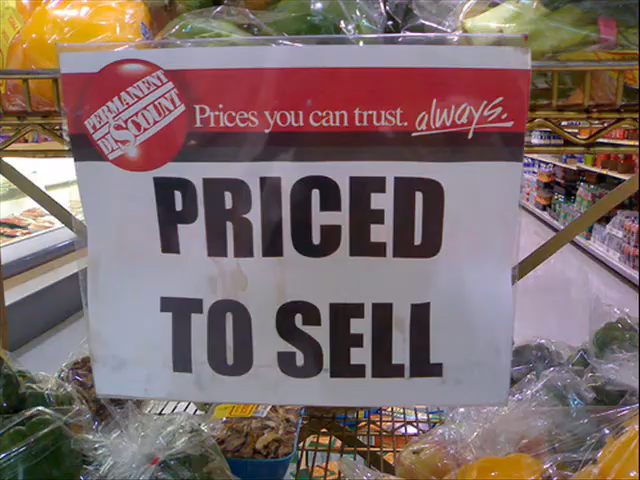 PERMANENT
DISCOUNT
Prices you can trust. always.
PRICED
TO SELL